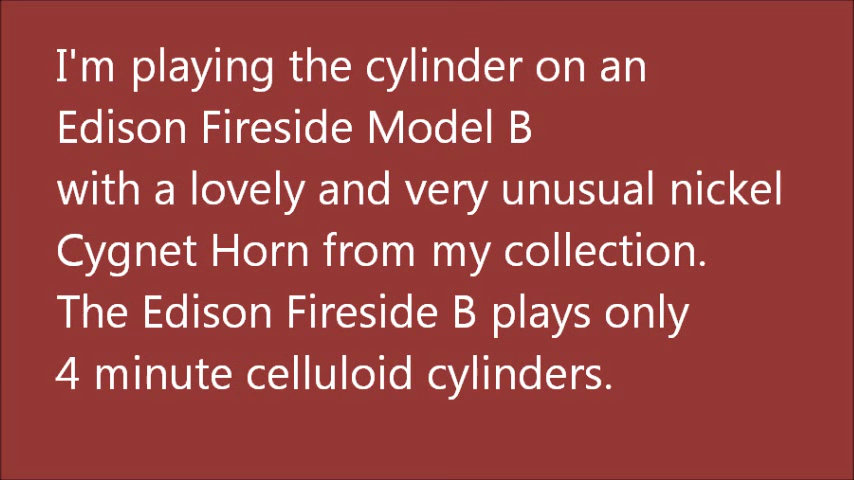 I'm playing the cylinder on an
Edison Fireside Model B
with a lovely and very unusual nickel
Cygnet Horn from my collection.
The Edison Fireside B plays only
4 minute celluloid cylinders.